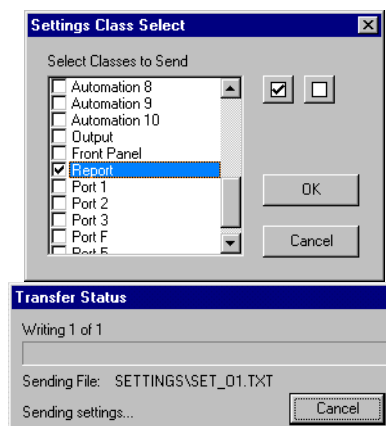 Settings Class Select
Select Classes to Send
Automation 8
Automation 9
Automation 10
Output
Front Panel
Report
Port 1
Port 2
Port 3
Port F
Port 5
OK
Cancel
Transfer Status
Writing 1 of 1
Sending File: SETTINGS\SET_01.TXT
Sending settings...
Cancel